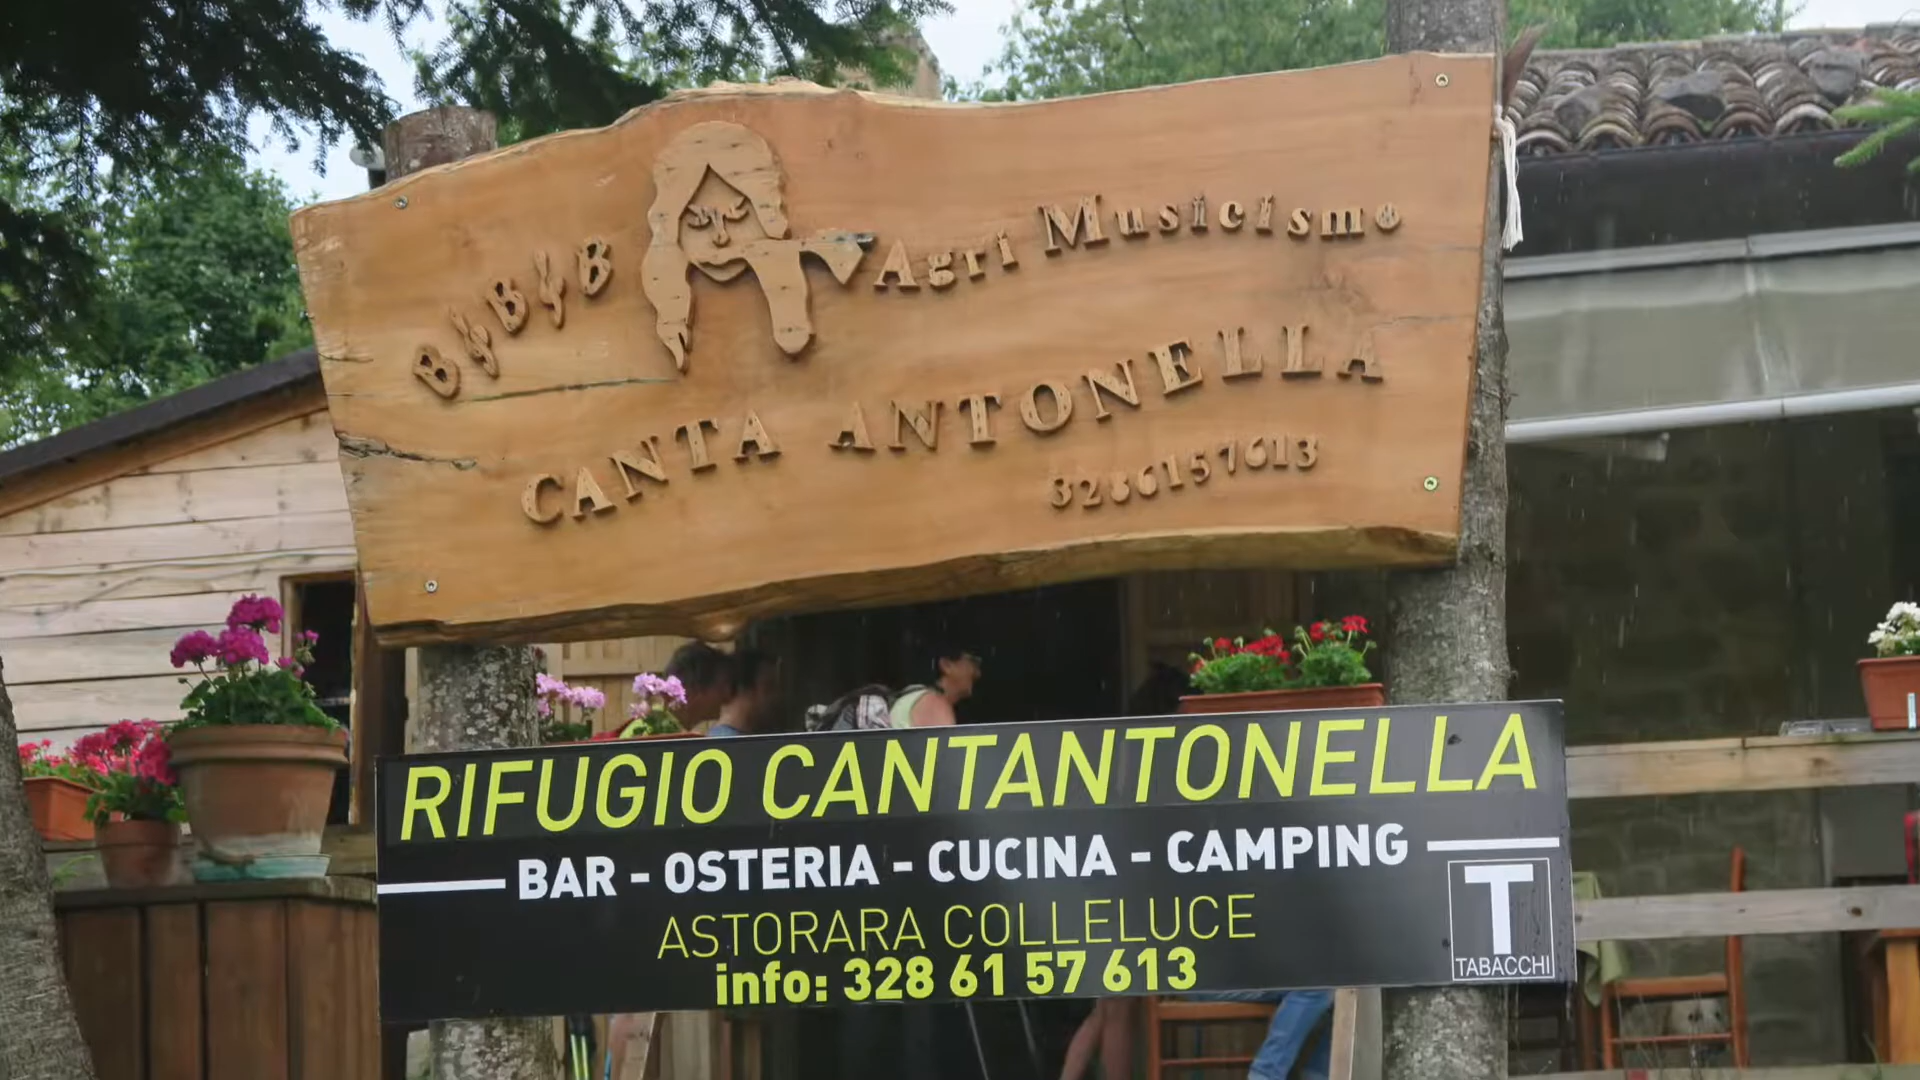 B&B&B
Agri Musicismo
CANTA ANTONELLA
3286157613
RIFUGIO CANTANTONELLA
BAR - OSTERIA - CUCINA - CAMPING
ASTORARA COLLELUCE
info: 328 61 57 613
T
TABACCHI